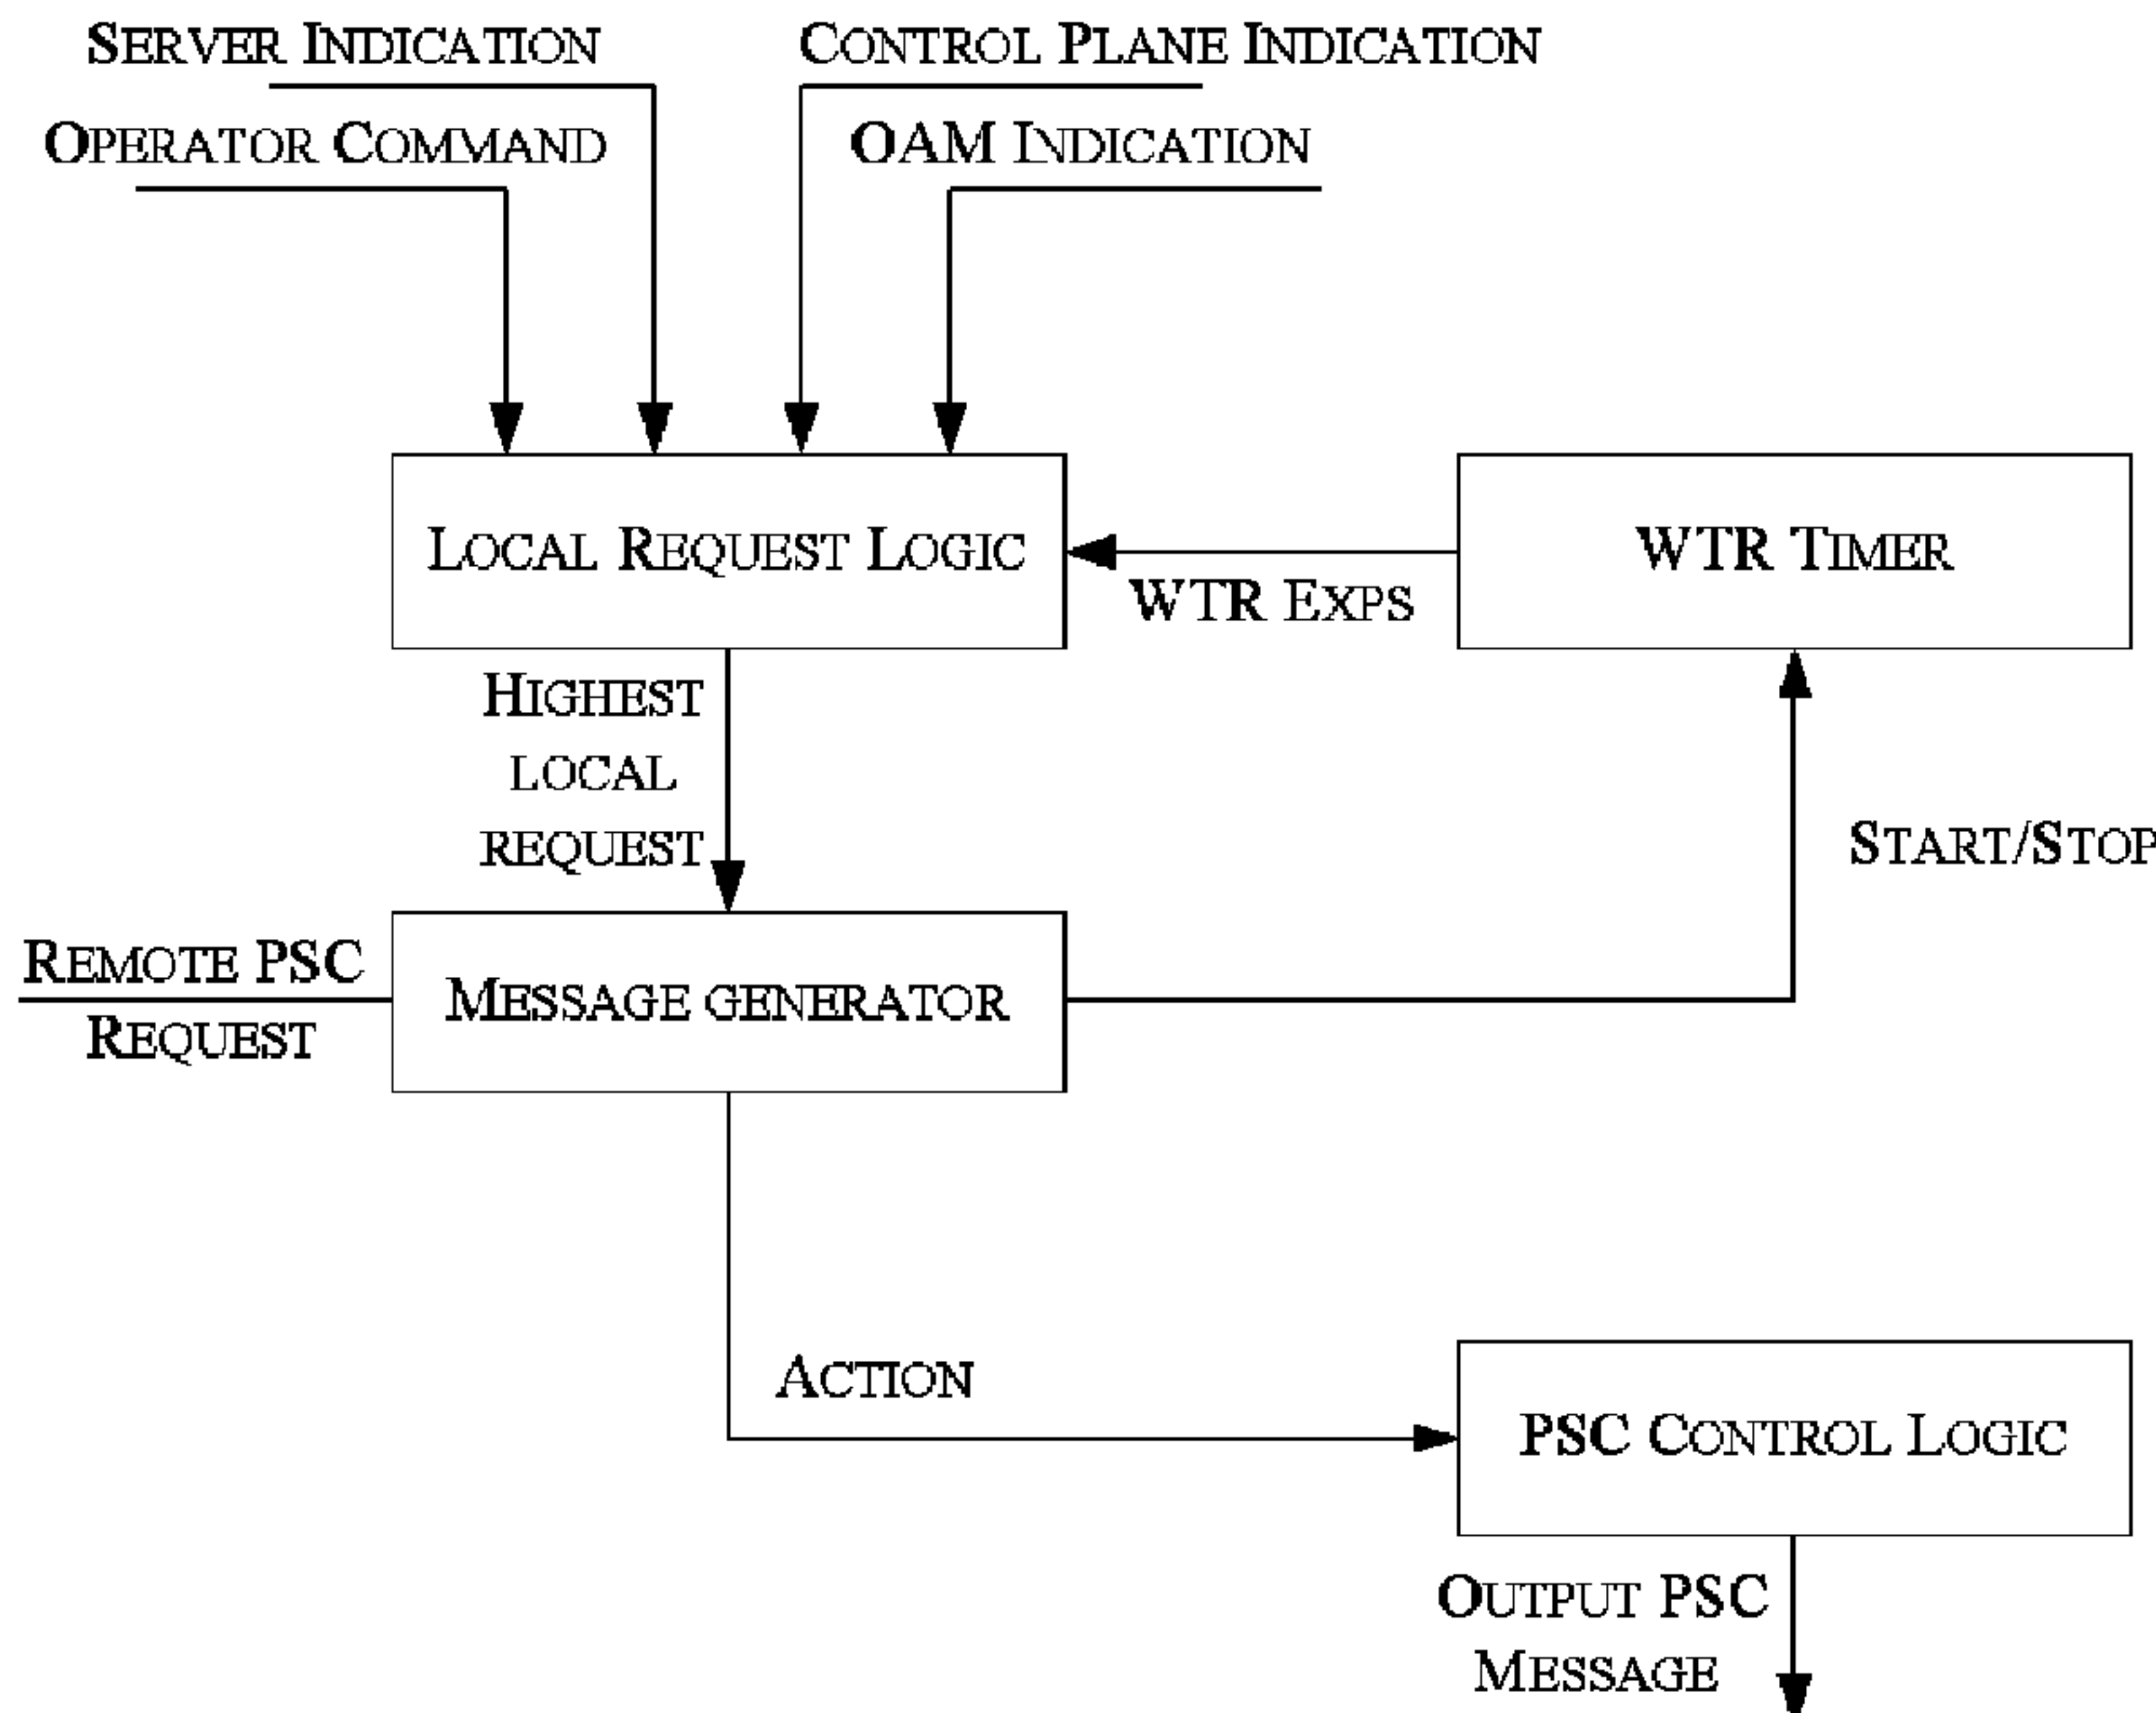 Server Indication
Control Plane Indication
Operator Command
OAM Indication
Local Request Logic
WTR Timer
WTR Exps
Highest
local
request
Start/Stop
Remote PSC
Request
Message generator
Action
PSC Control Logic
Output PSC
Message